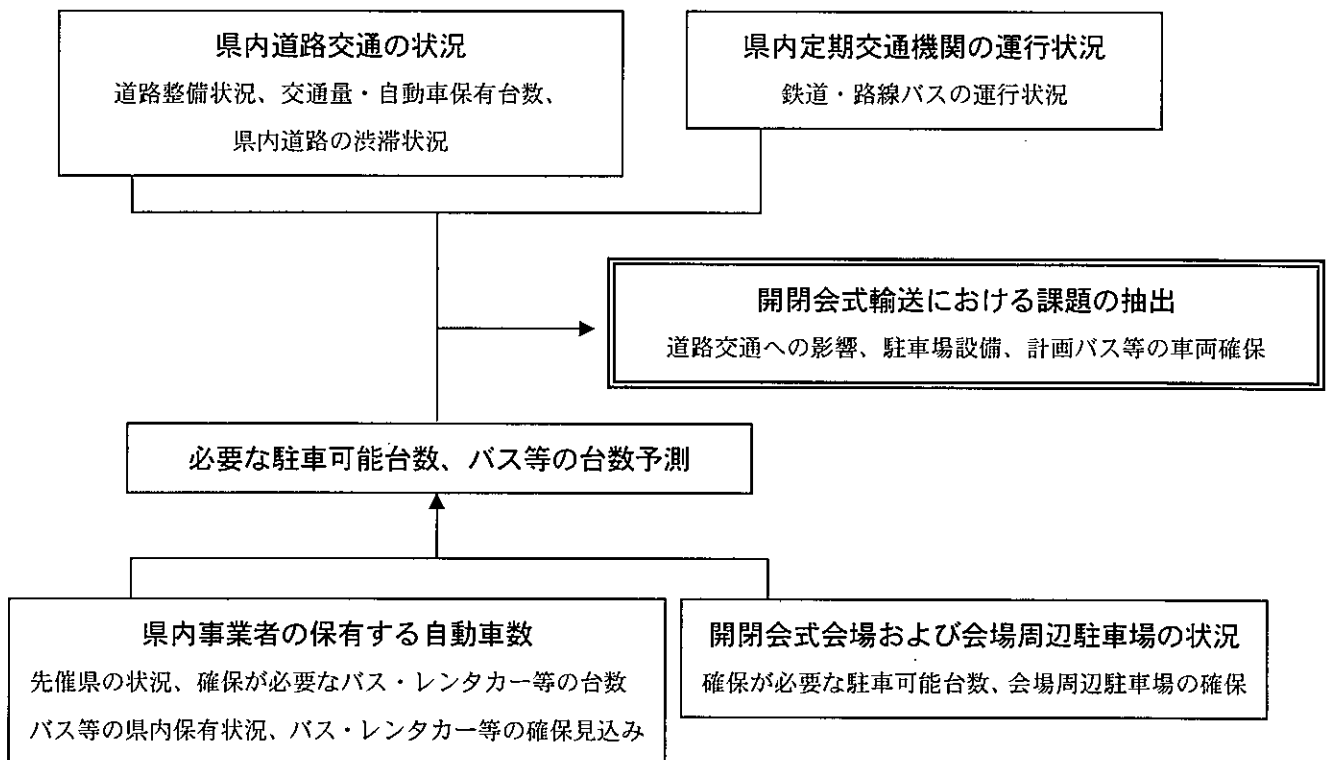 県内道路交通の状況
道路整備状況、交通量・自動車保有台数、
県内道路の渋滞状況
県内定期交通機関の運行状況
鉄道・路線バスの運行状況
開閉会式輸送における課題の抽出
道路交通への影響、駐車場設備、計画バス等の車両確保
必要な駐車可能台数、バス等の台数予測
県内事業者の保有する自動車数
先催県の状況、確保が必要なバス・レンタカー等の台数
バス等の県内保有状況、バス・レンタカー等の確保見込み
開閉会式会場および会場周辺駐車場の状況
確保が必要な駐車可能台数、会場周辺駐車場の確保